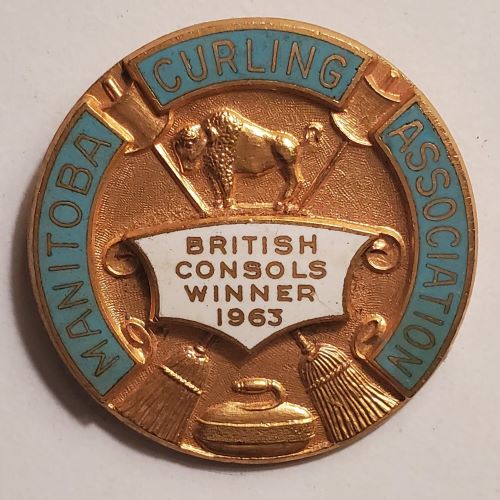 MANITOBA
CURLING
ASSOCIATION
BRITISH
CONSOLS
WINNER
1963